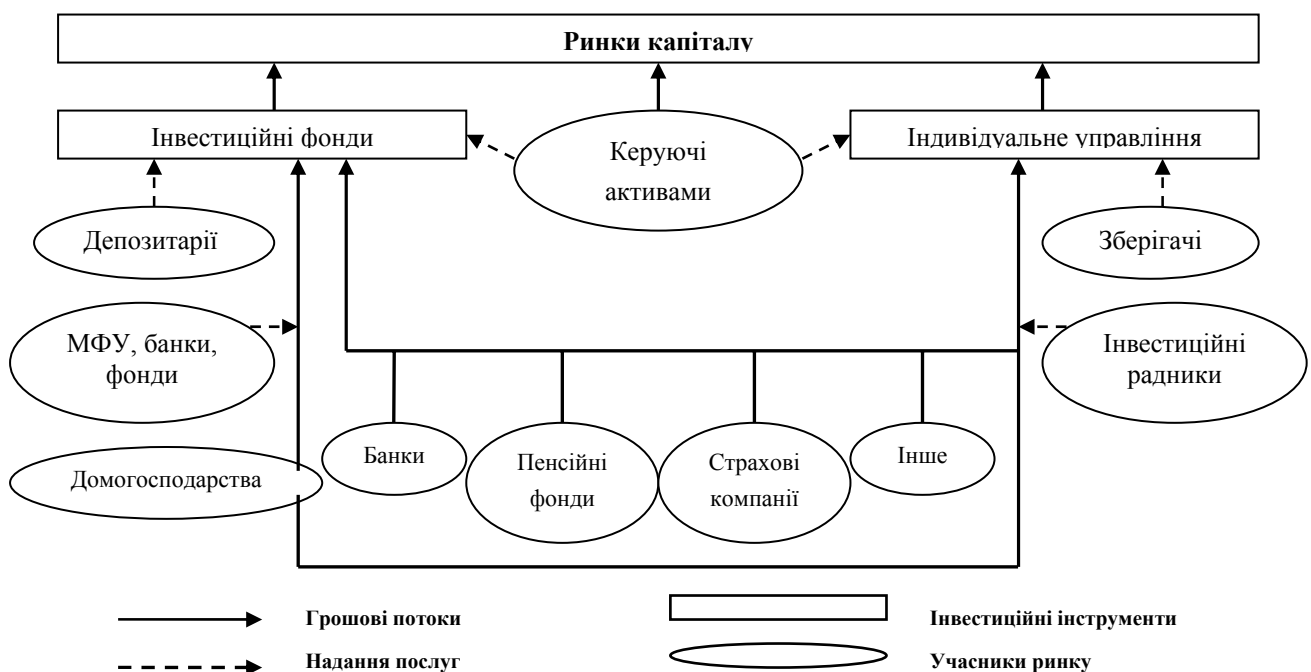 Ринки капіталу
Інвестиційні фонди
Керуючі
активами
Індивідуальне управління
Депозитарії
Зберігачі
МФУ, банки,
фонди
Інвестиційні
радники
Домогосподарства
Банки
Пенсійні
фонди
Страхові
компанії
Інше
Грошові потоки
Інвестиційні інструменти
Надання послуг
Учасники ринку